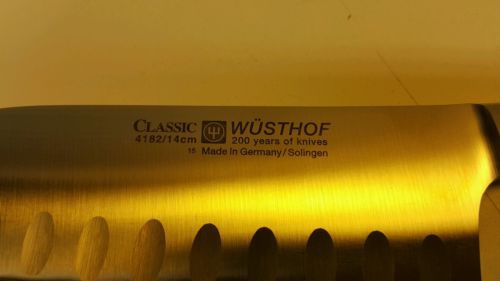 CLASSIC WÜSTHOF
4182/14cm 200 years of knives
15 Made in Germany/Solingen